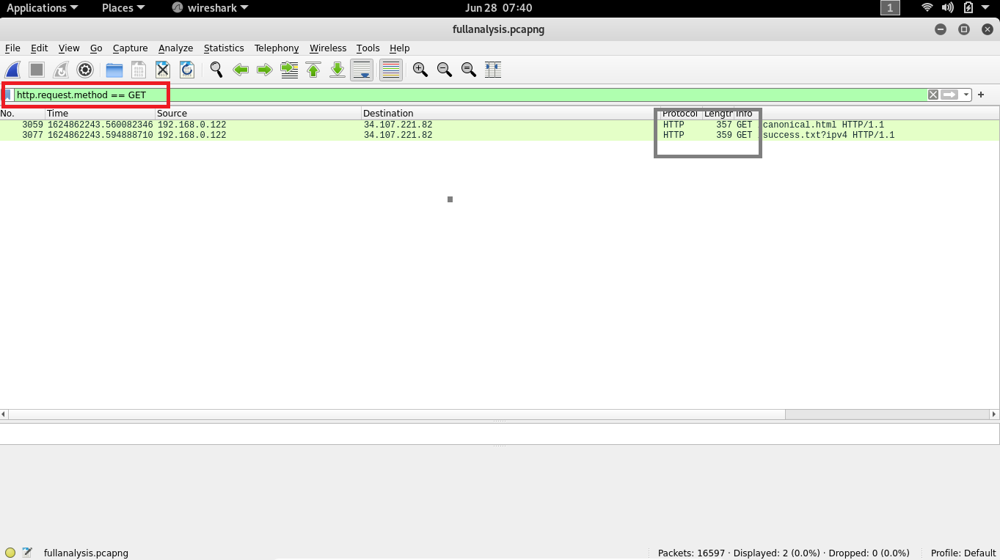 Applications Places wireshark Jun 28 07:40 1
fullanalysis.pcapng
File Edit View Go Capture Analyze Statistics Telephony Wireless Tools Help
http.request.method == GET
No. Time Source Destination Protocol Length Info
3059 1624862243.560082346 192.168.0.122 34.107.221.82 HTTP 357 GET /canonical.html HTTP/1.1
3077 1624862243.594888710 192.168.0.122 34.107.221.82 HTTP 359 GET /success.txt?ipv4 HTTP/1.1
fullanalysis.pcapng Packets: 16597 · Displayed: 2 (0.0%) · Dropped: 0 (0.0%) Profile: Default